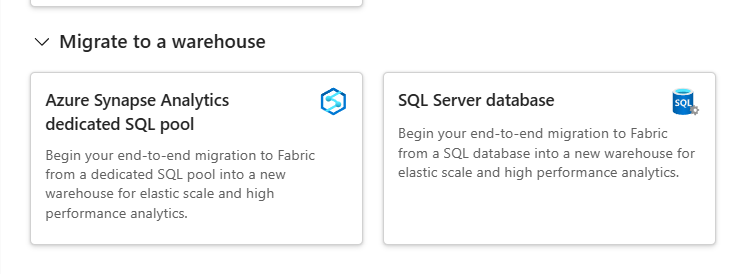 Migrate to a warehouse
Azure Synapse Analytics
dedicated SQL pool
Begin your end-to-end migration to Fabric
from a dedicated SQL pool into a new
warehouse for elastic scale and high
performance analytics.
SQL Server database
SQL
Begin your end-to-end migration to Fabric
from a SQL database into a new warehouse for
elastic scale and high performance analytics.